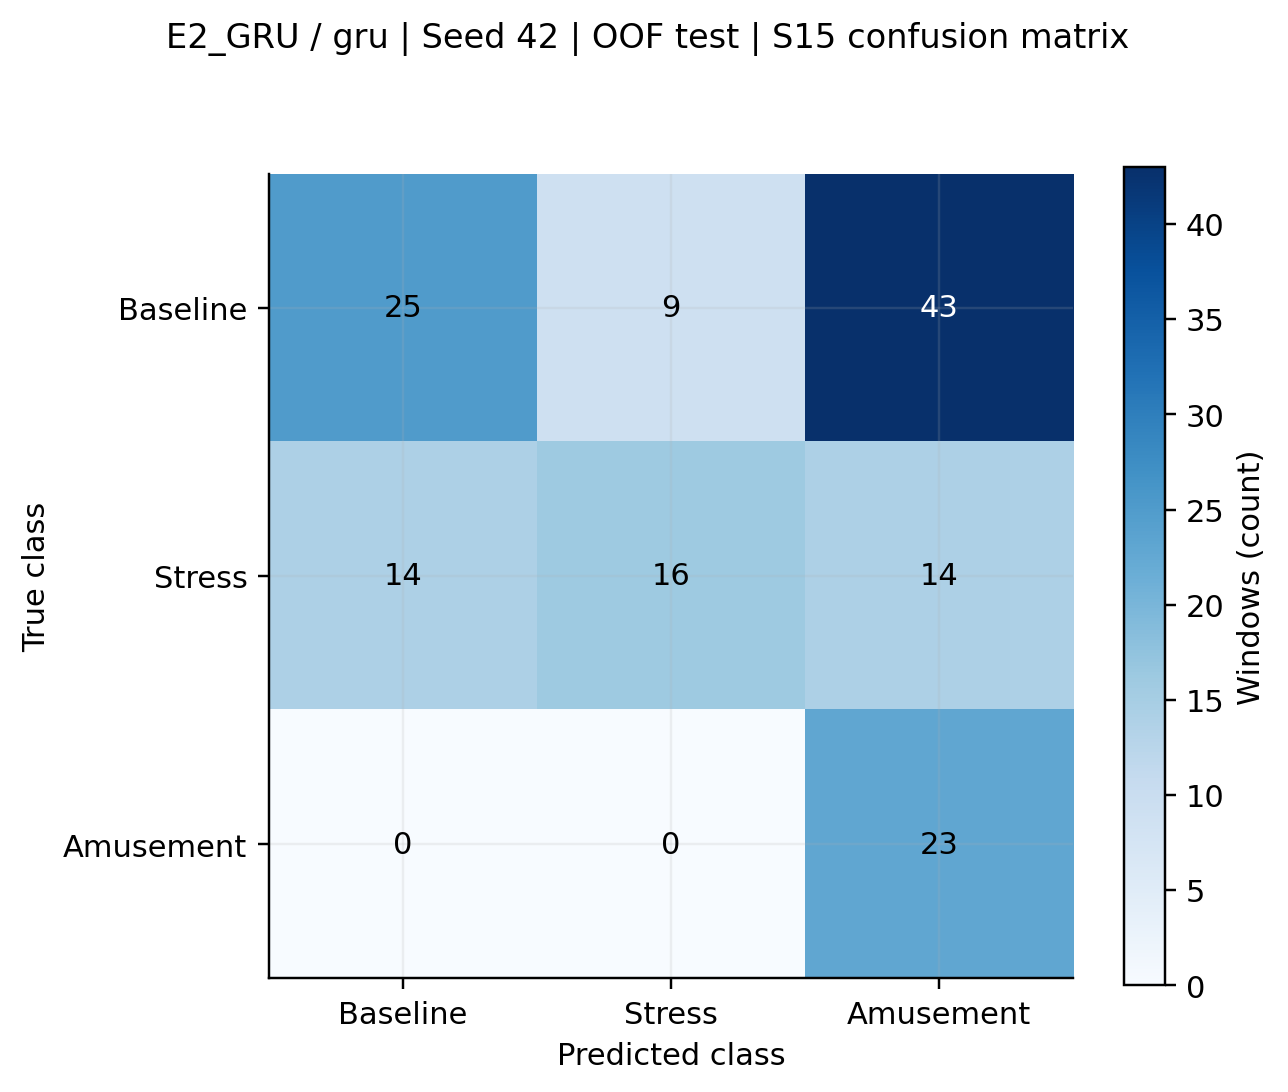 E2_GRU / gru | Seed 42 | OOF test | S15 confusion matrix
Baseline 25 9 43
Stress 14 16 14
Amusement 0 0 23
Baseline Stress Amusement
Predicted class
True class
40
35
30
25
20
15
10
5
0
Windows (count)